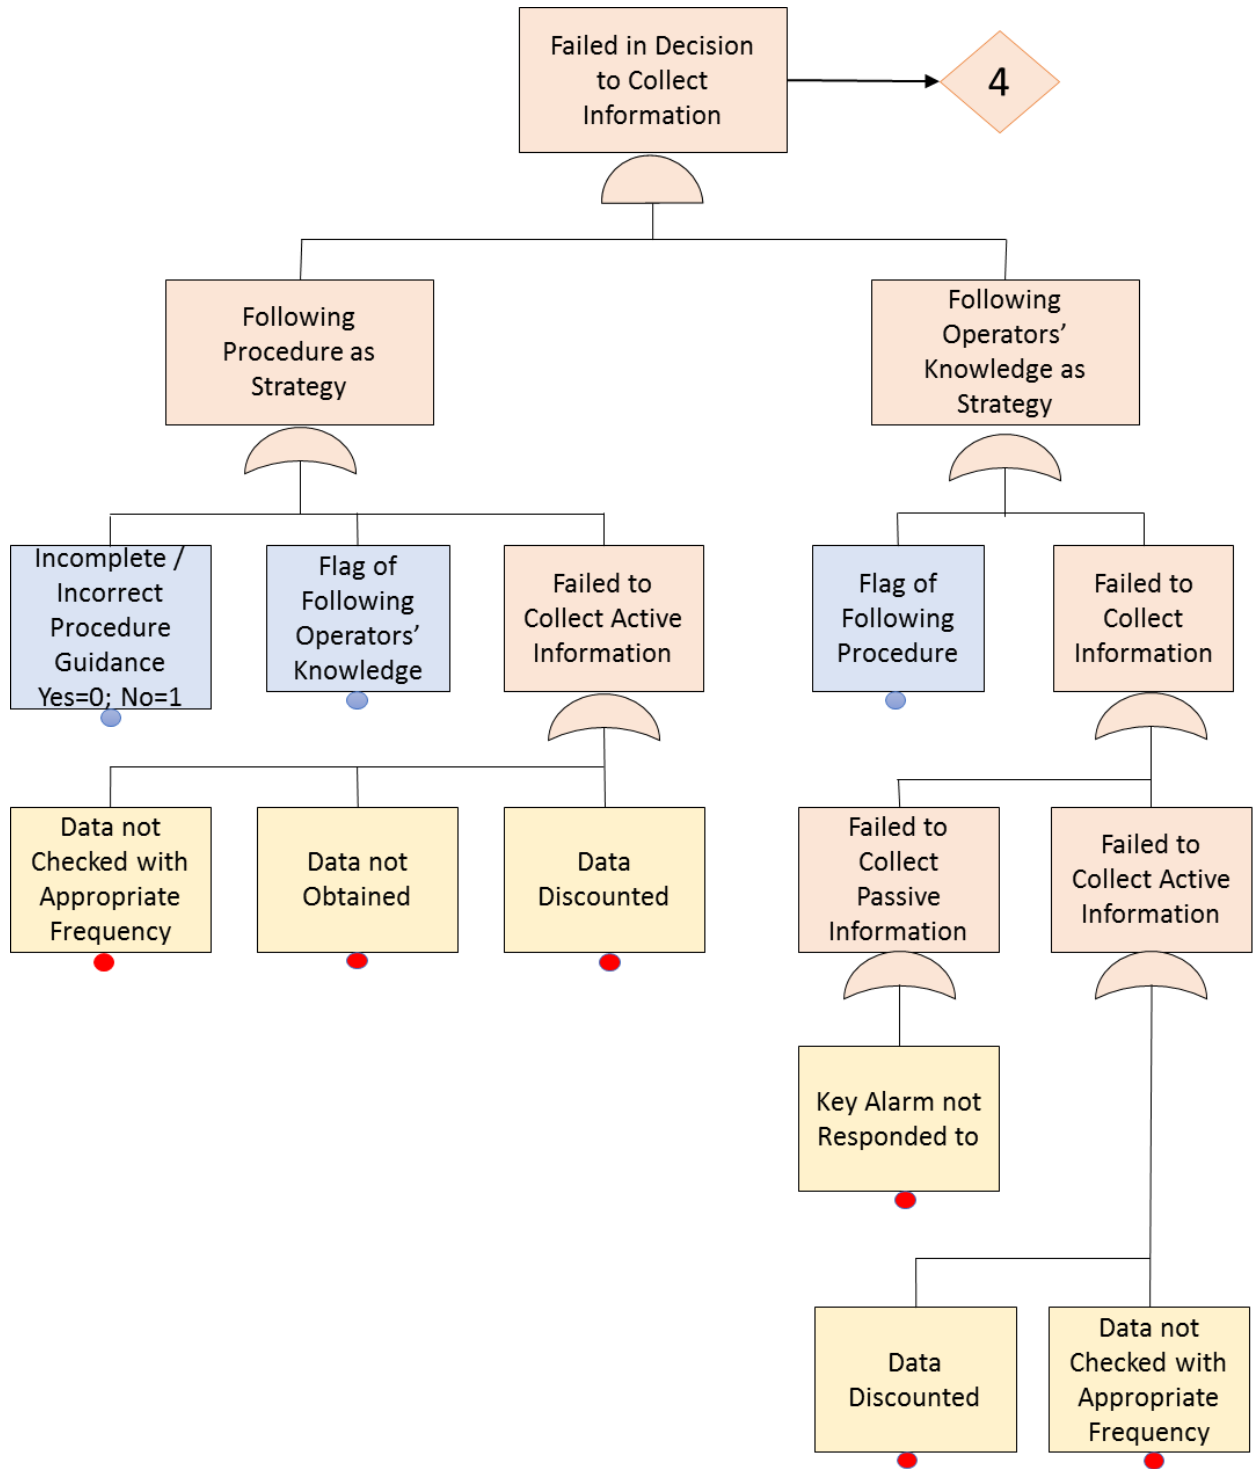 Failed in Decision
to Collect
Information
4
Following
Procedure as
Strategy
Following
Operators’
Knowledge as
Strategy
Incomplete /
Incorrect
Procedure
Guidance
Yes=0; No=1
Flag of
Following
Operators’
Knowledge
Failed to
Collect Active
Information
Flag of
Following
Procedure
Failed to
Collect
Information
Data not
Checked with
Appropriate
Frequency
Data not
Obtained
Data
Discounted
Failed to
Collect
Passive
Information
Failed to
Collect Active
Information
Key Alarm not
Responded to
Data
Discounted
Data not
Checked with
Appropriate
Frequency